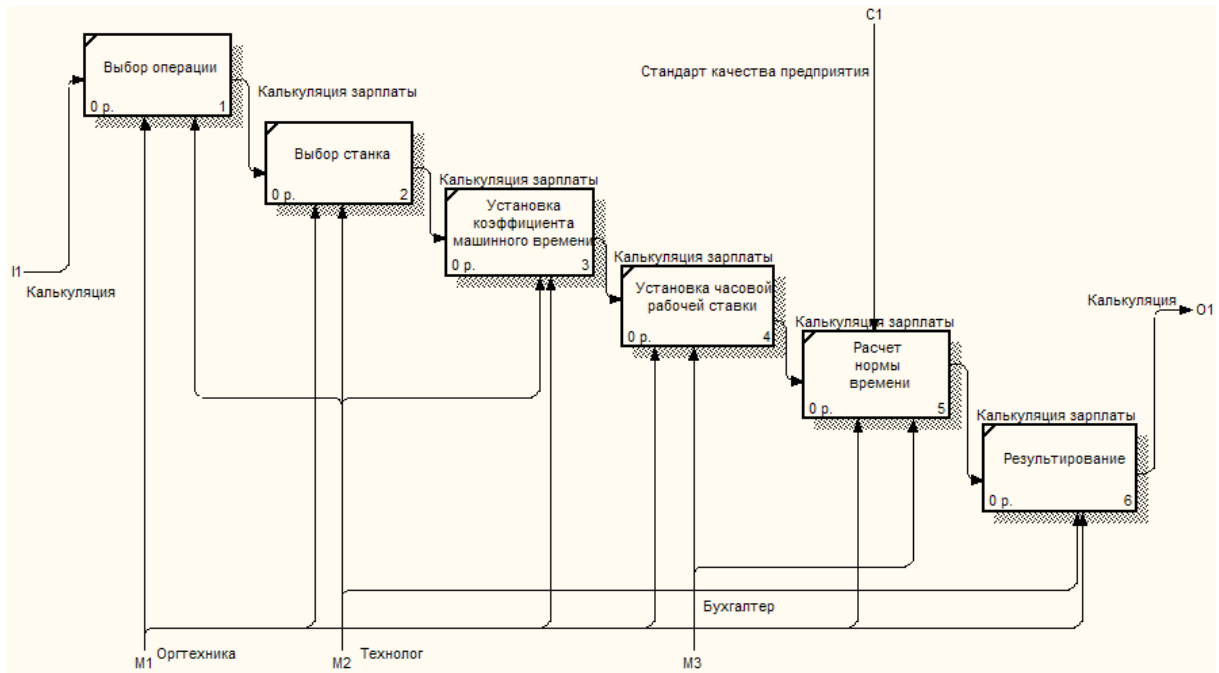 C1
Выбор операции
0 р. 1
Стандарт качества предприятия
Калькуляция зарплаты
Выбор станка
0 р. 2
Калькуляция зарплаты
Установка
коэффициента
машинного времени
0 р. 3
I1
Калькуляция
Калькуляция зарплаты
Установка часовой
рабочей ставки
0 р. 4
Калькуляция
O1
Калькуляция зарплаты
Расчет
нормы
времени
0 р. 5
Калькуляция зарплаты
Результирование
0 р. 6
Бухгалтер
M1 Оргтехника
M2 Технолог
M3